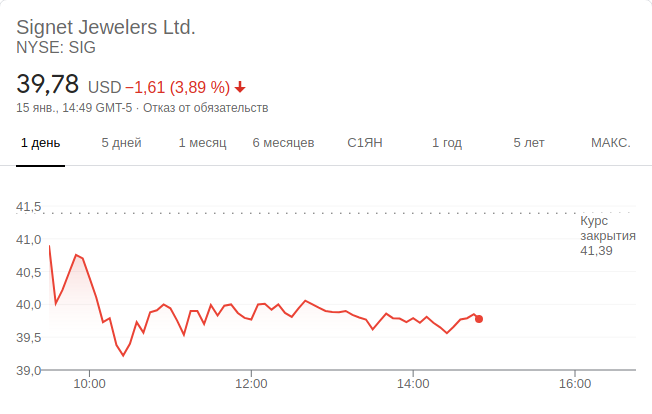 Signet Jewelers Ltd.
NYSE: SIG
39,78 USD −1,61 (3,89 %)
15 янв., 14:49 GMT-5 · Отказ от обязательств
1 день 5 дней 1 месяц 6 месяцев С1ЯН 1 год 5 лет МАКС.
41,5
Курс
закрытия
41,39
41,0
40,5
40,0
39,5
39,0
10:00 12:00 14:00 16:00